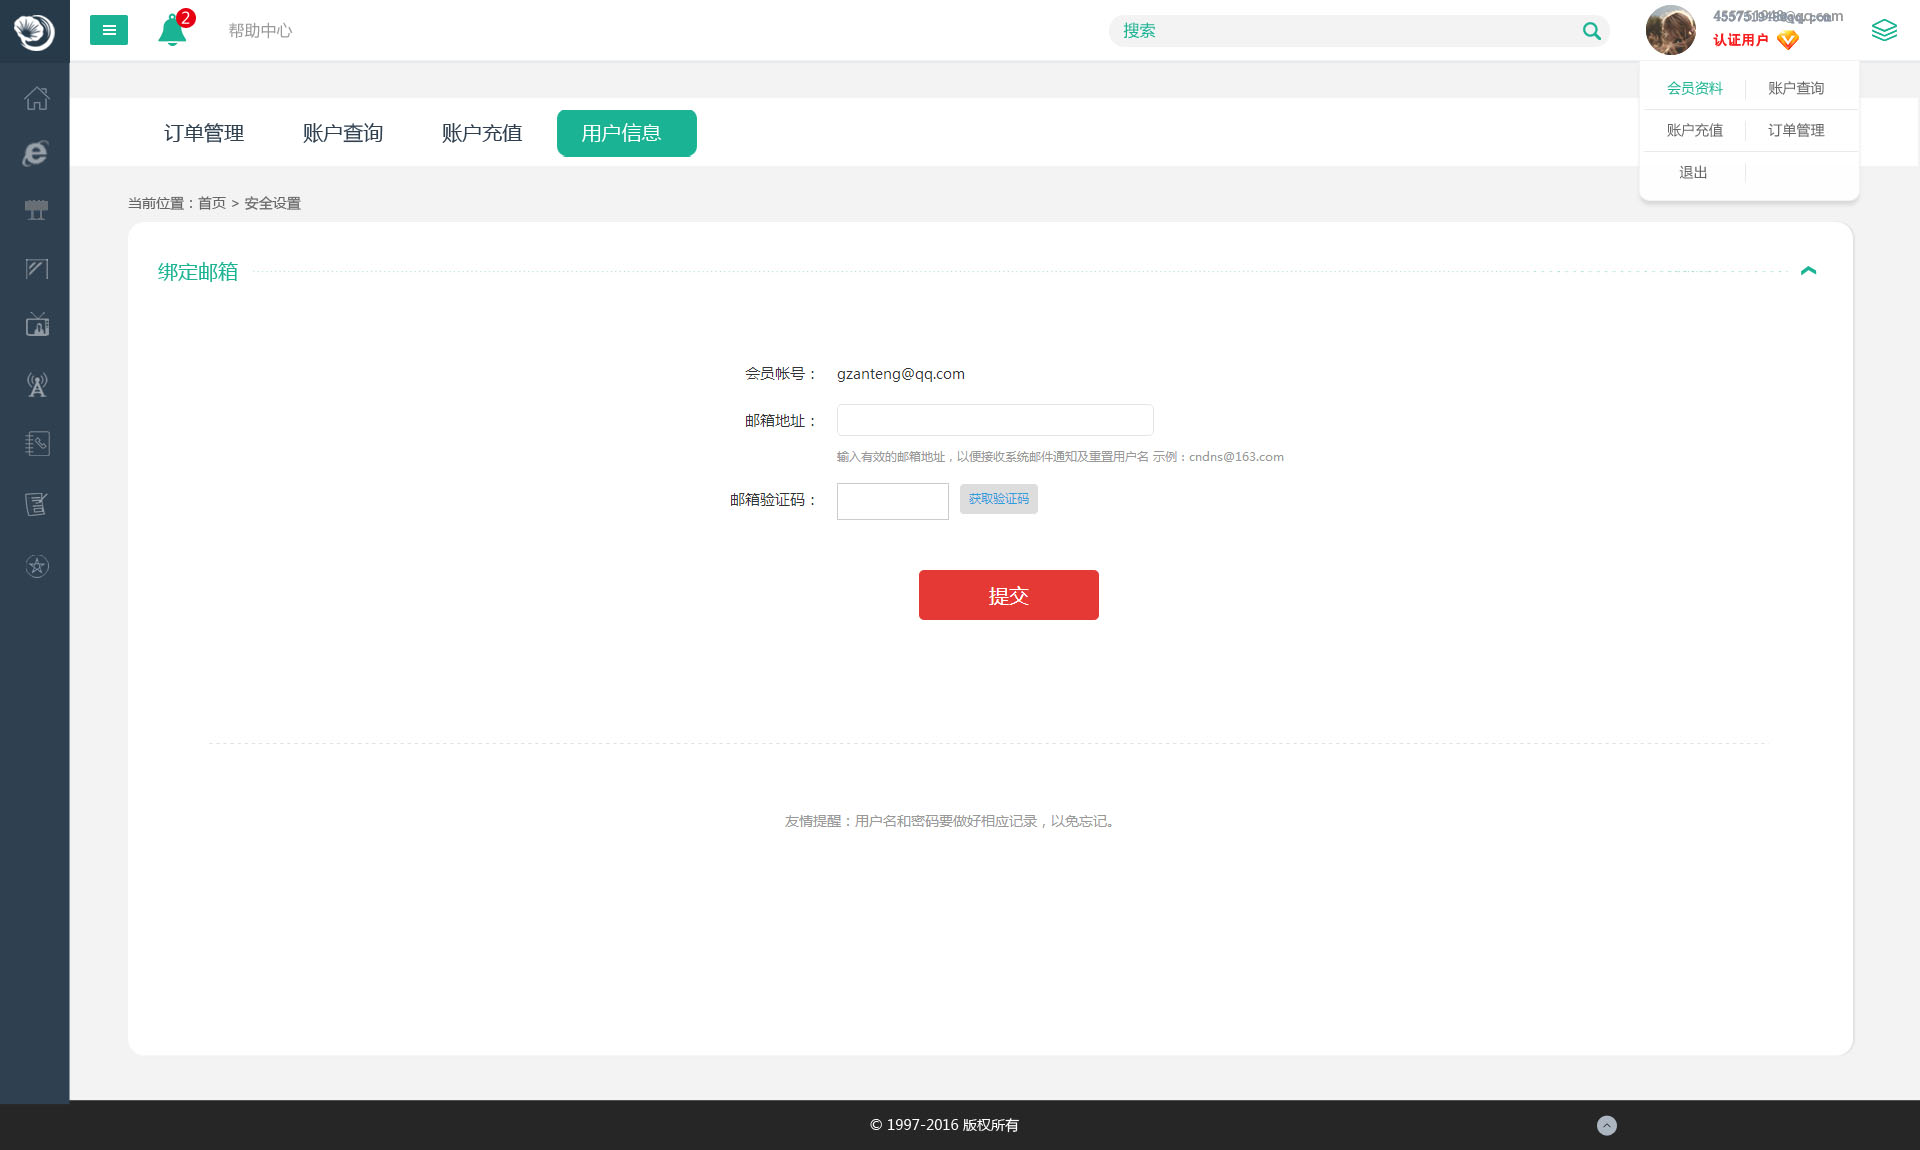 2
帮助中心
搜索
认证用户
会员资料 账户查询
账户充值 订单管理
退出
订单管理 账户查询 账户充值 用户信息
当前位置：首页 > 安全设置
绑定邮箱
会员帐号： gzanteng@qq.com
邮箱地址：
输入有效的邮箱地址，以便接收系统邮件通知及重置用户名 示例：cndns@163.com
邮箱验证码： 获取验证码
提交
友情提醒：用户名和密码要做好相应记录，以免忘记。
© 1997-2016 版权所有